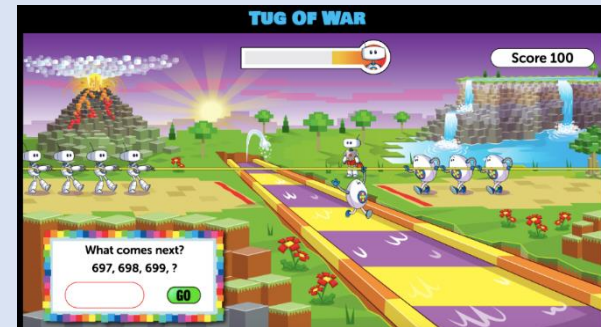 TUG OF WAR
Score 100
What comes next?
697, 698, 699, ?
GO